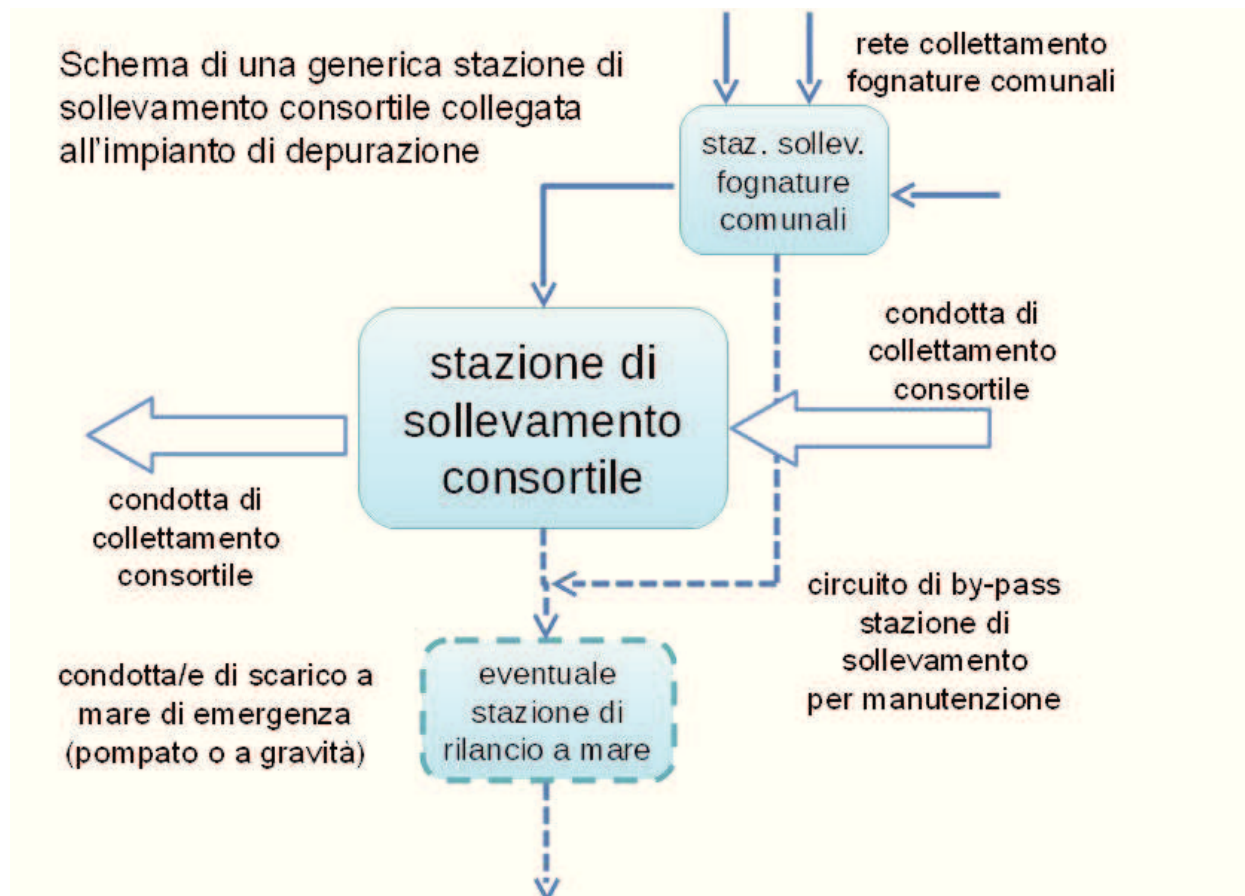 Schema di una generica stazione di
sollevamento consortile collegata
all'impianto di depurazione
rete collettamento
fognature comunali
staz. sollev.
fognature
comunali
condotta di
collettamento
consortile
stazione di
sollevamento
consortile
condotta di
collettamento
consortile
circuito di by-pass
stazione di
sollevamento
per manutenzione
condotta/e di scarico a
mare di emergenza
(pompato o a gravità)
eventuale
stazione di
rilancio a mare